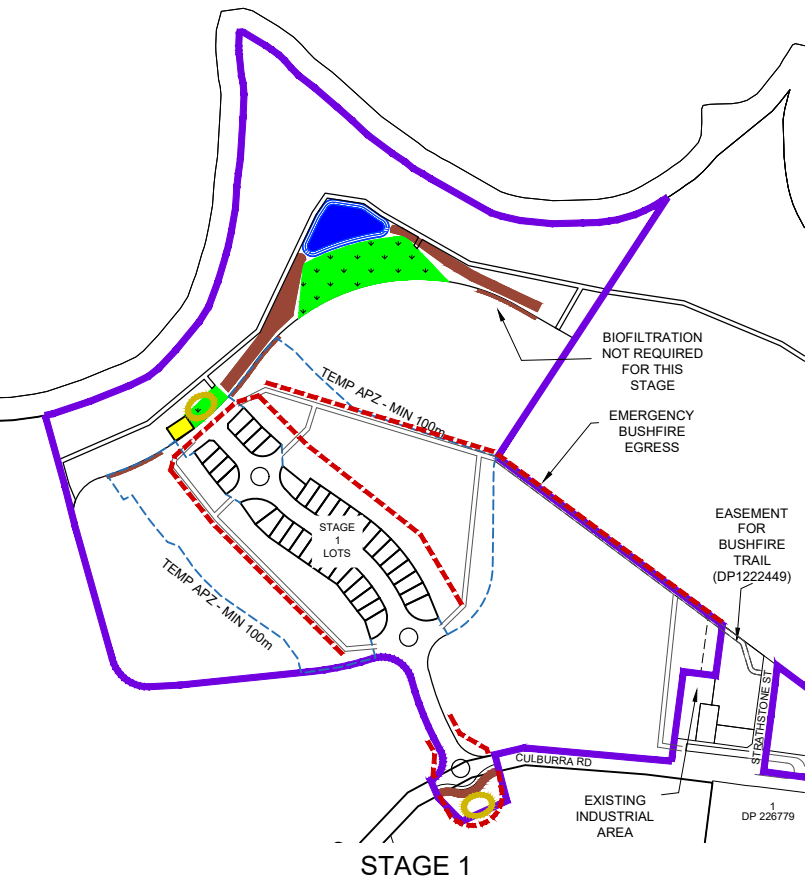 BIOFILTRATION
NOT REQUIRED
FOR THIS
STAGE
TEMP APZ - MIN 100m
EMERGENCY
BUSHFIRE
EGRESS
EASEMENT
FOR
BUSHFIRE
TRAIL
(DP1222449)
STAGE
1
LOTS
TEMP APZ - MIN 100m
STRATHSTONE ST
CULBURRA RD
EXISTING
INDUSTRIAL
AREA
1
DP 226779
STAGE 1